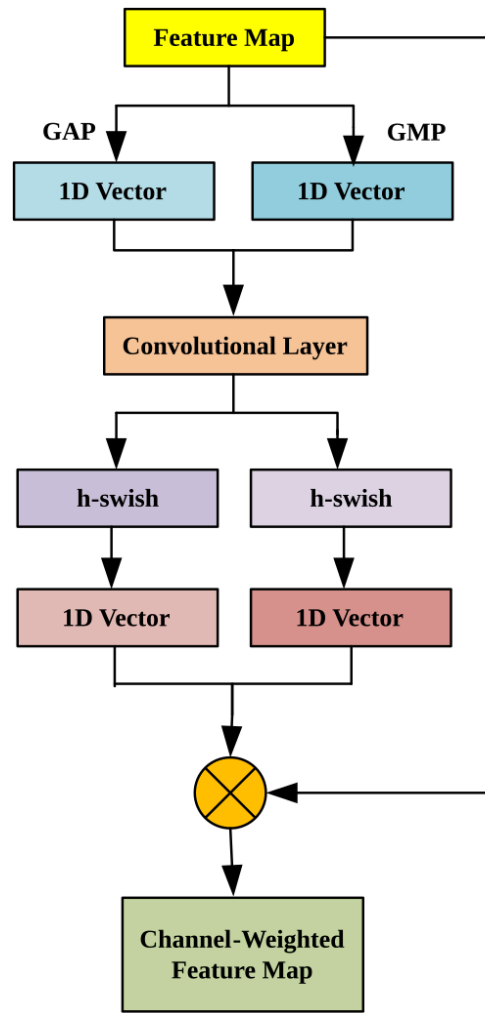 Feature Map
GAP
GMP
1D Vector
1D Vector
Convolutional Layer
h-swish
h-swish
1D Vector
1D Vector
Channel-Weighted
Feature Map